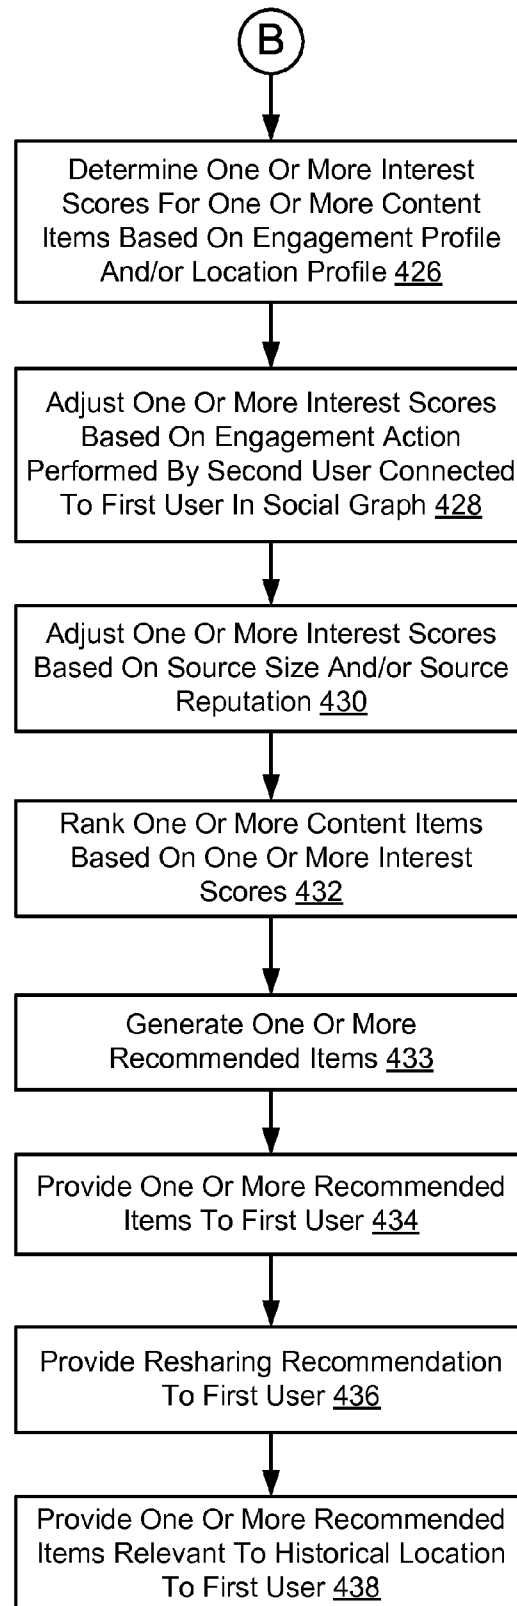 B
Determine One Or More Interest
Scores For One Or More Content
Items Based On Engagement Profile
And/or Location Profile 426
Adjust One Or More Interest Scores
Based On Engagement Action
Performed By Second User Connected
To First User In Social Graph 428
Adjust One Or More Interest Scores
Based On Source Size And/or Source
Reputation 430
Rank One Or More Content Items
Based On One Or More Interest
Scores 432
Generate One Or More
Recommended Items 433
Provide One Or More Recommended
Items To First User 434
Provide Resharing Recommendation
To First User 436
Provide One Or More Recommended
Items Relevant To Historical Location
To First User 438